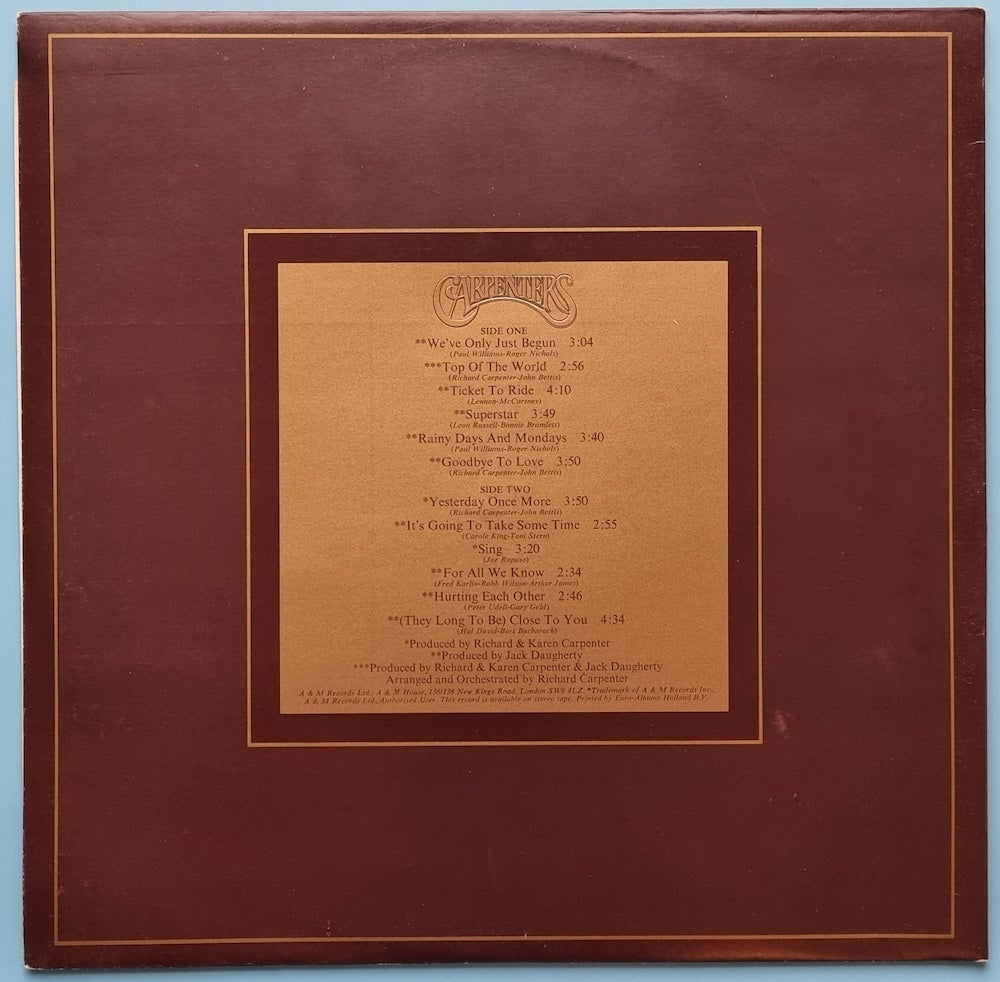 CARPENTERS
SIDE ONE
**We've Only Just Begun 3:04
(Paul Williams-Roger Nichols)
***Top Of The World 2:56
(Richard Carpenter-John Bettis)
**Ticket To Ride 4:10
(Lennon-McCartney)
**Superstar 3:49
(Leon Russell-Bonnie Bramlett)
**Rainy Days And Mondays 3:40
(Paul Williams-Roger Nichols)
**Goodbye To Love 3:50
(Richard Carpenter-John Bettis)
SIDE TWO
*Yesterday Once More 3:50
(Richard Carpenter-John Bettis)
**It's Going To Take Some Time 2:55
(Carole King-Toni Stern)
*Sing 3:20
(Joe Raposo)
**For All We Know 2:34
(Fred Karlin-Robb Wilson-Arthur James)
**Hurting Each Other 2:46
(Peter Udell-Gary Geld)
**(They Long To Be) Close To You 4:34
(Hal David-Burt Bacharach)
*Produced by Richard & Karen Carpenter
**Produced by Jack Daugherty
***Produced by Richard & Karen Carpenter & Jack Daugherty
Arranged and Orchestrated by Richard Carpenter
A & M Records Ltd., A & M House, 136/138 New Kings Road, London SW6 4LZ. *Trademark of A & M Records Inc.,
A & M Records Ltd., Authorised User. This record is available on stereo tape. Printed by Euro-Albums Holland B.V.